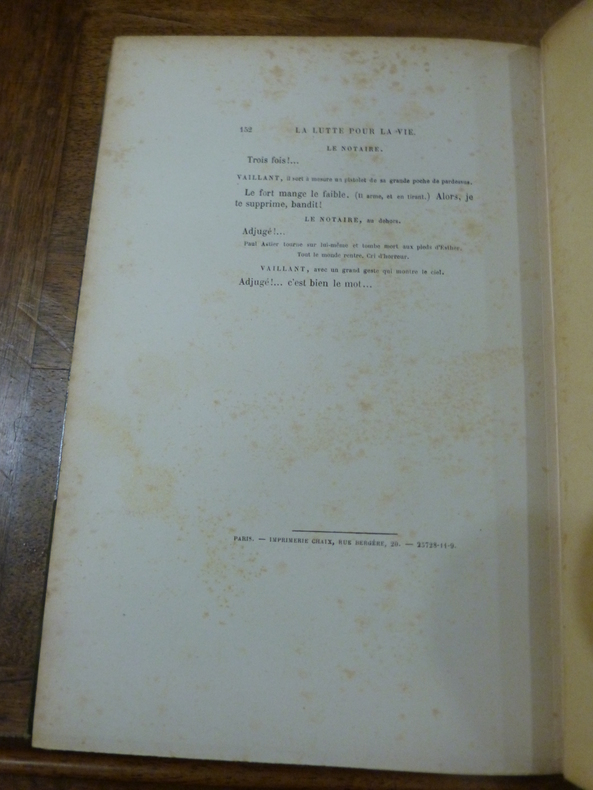 152 LA LUTTE POUR LA VIE.
LE NOTAIRE.
Trois fois!...
VAILLANT, il sort à mesure un pistolet de sa grande poche de pardessus.
Le fort mange le faible. (Il arme, et en tirant.) Alors, je
te supprime, bandit!
LE NOTAIRE, au dehors.
Adjugé!...
Paul Astier tourne sur lui-même et tombe mort aux pieds d'Esther.
Tout le monde rentre. Cri d'horreur.
VAILLANT, avec un grand geste qui montre le ciel.
Adjugé!... c'est bien le mot...
PARIS. — IMPRIMERIE CHAIX, RUE BERGÈRE, 20. — 25728-11-9.